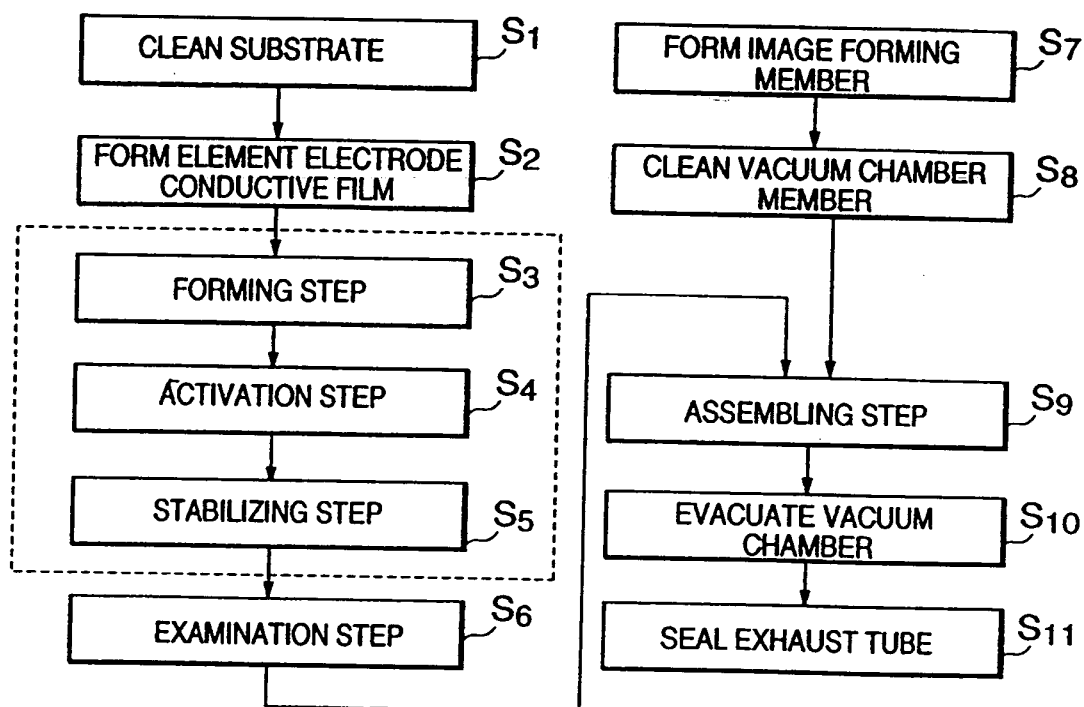 CLEAN SUBSTRATE
S1
FORM ELEMENT ELECTRODE
CONDUCTIVE FILM
S2
FORMING STEP
S3
ACTIVATION STEP
S4
STABILIZING STEP
S5
EXAMINATION STEP
S6
FORM IMAGE FORMING
MEMBER
S7
CLEAN VACUUM CHAMBER
MEMBER
S8
ASSEMBLING STEP
S9
EVACUATE VACUUM
CHAMBER
S10
SEAL EXHAUST TUBE
S11